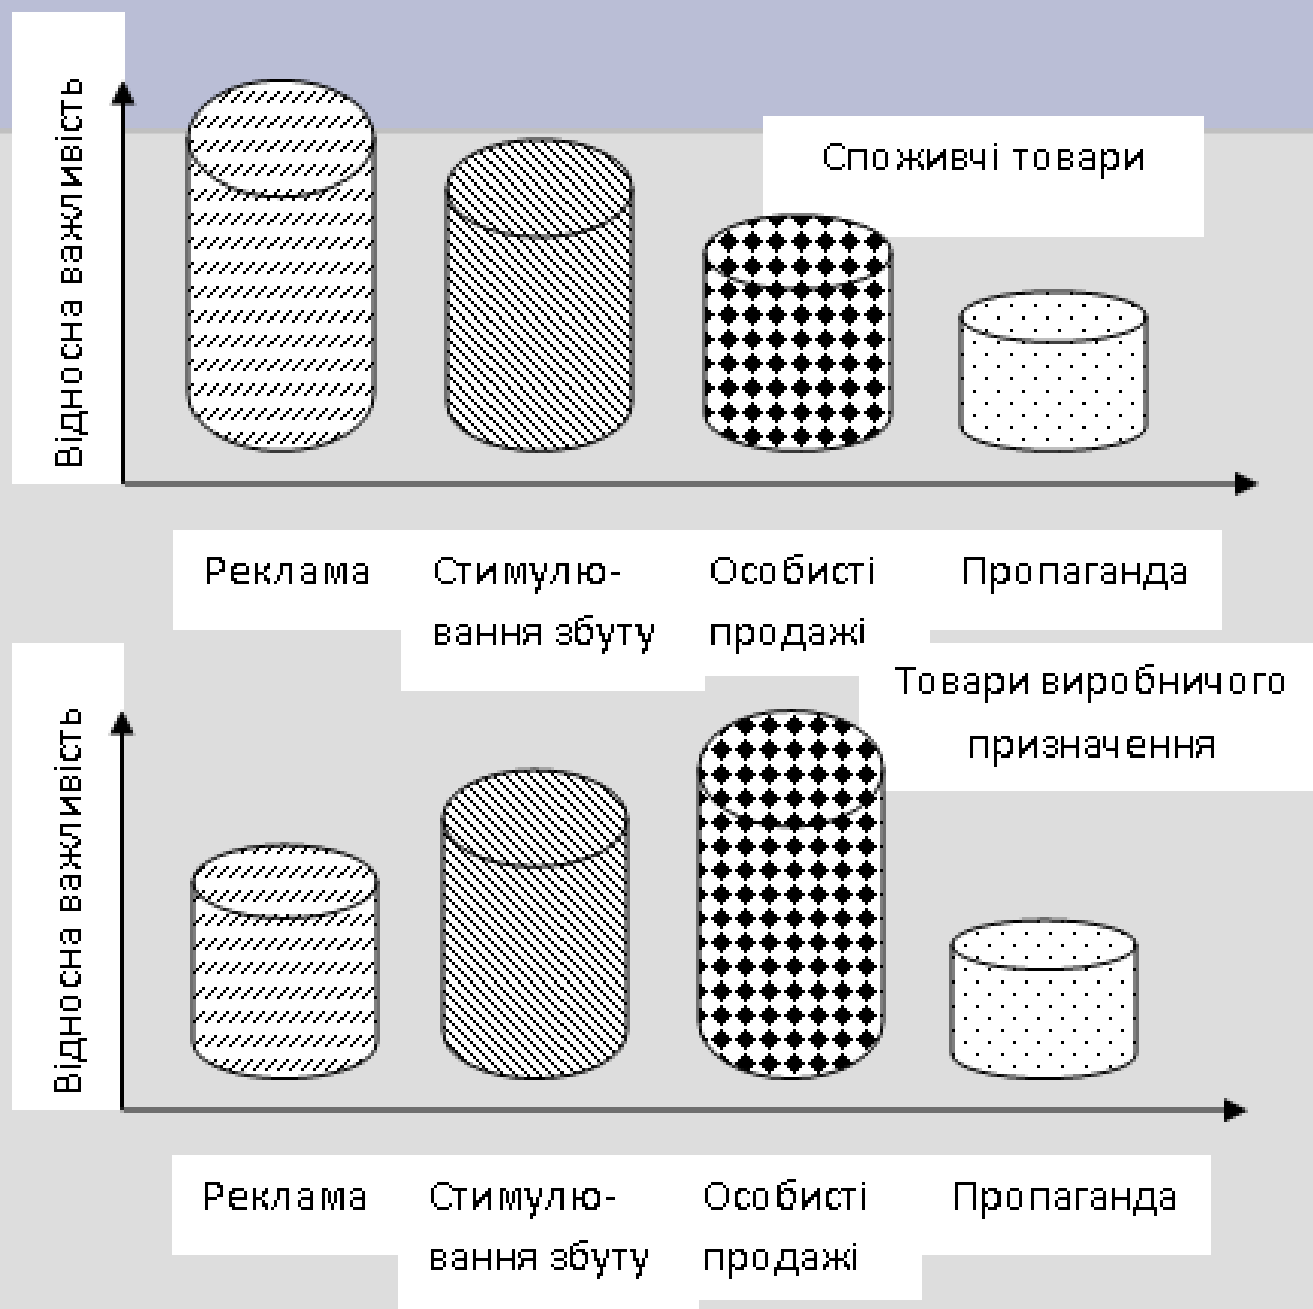 Відносна важливість
Споживчі товари
Реклама
Стимулю-
вання збуту
Особисті
продажі
Пропаганда
Відносна важливість
Товари виробничого
призначення
Реклама
Стимулю-
вання збуту
Особисті
продажі
Пропаганда